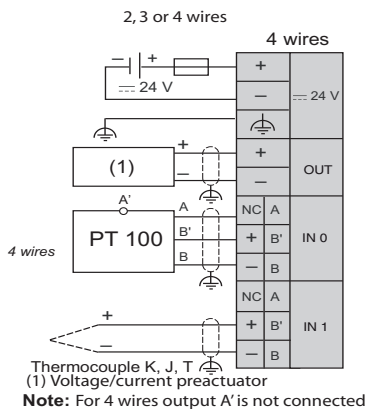 2, 3 or 4 wires
4 wires
− + +
⎓ 24 V − ⎓ 24 V
+ +
(1) OUT
− −
A' A NC A
PT 100 B' + B' IN 0
4 wires B − B
NC A
+ + B' IN 1
− − B
Thermocouple K, J, T
(1) Voltage/current preactuator
Note: For 4 wires output A' is not connected